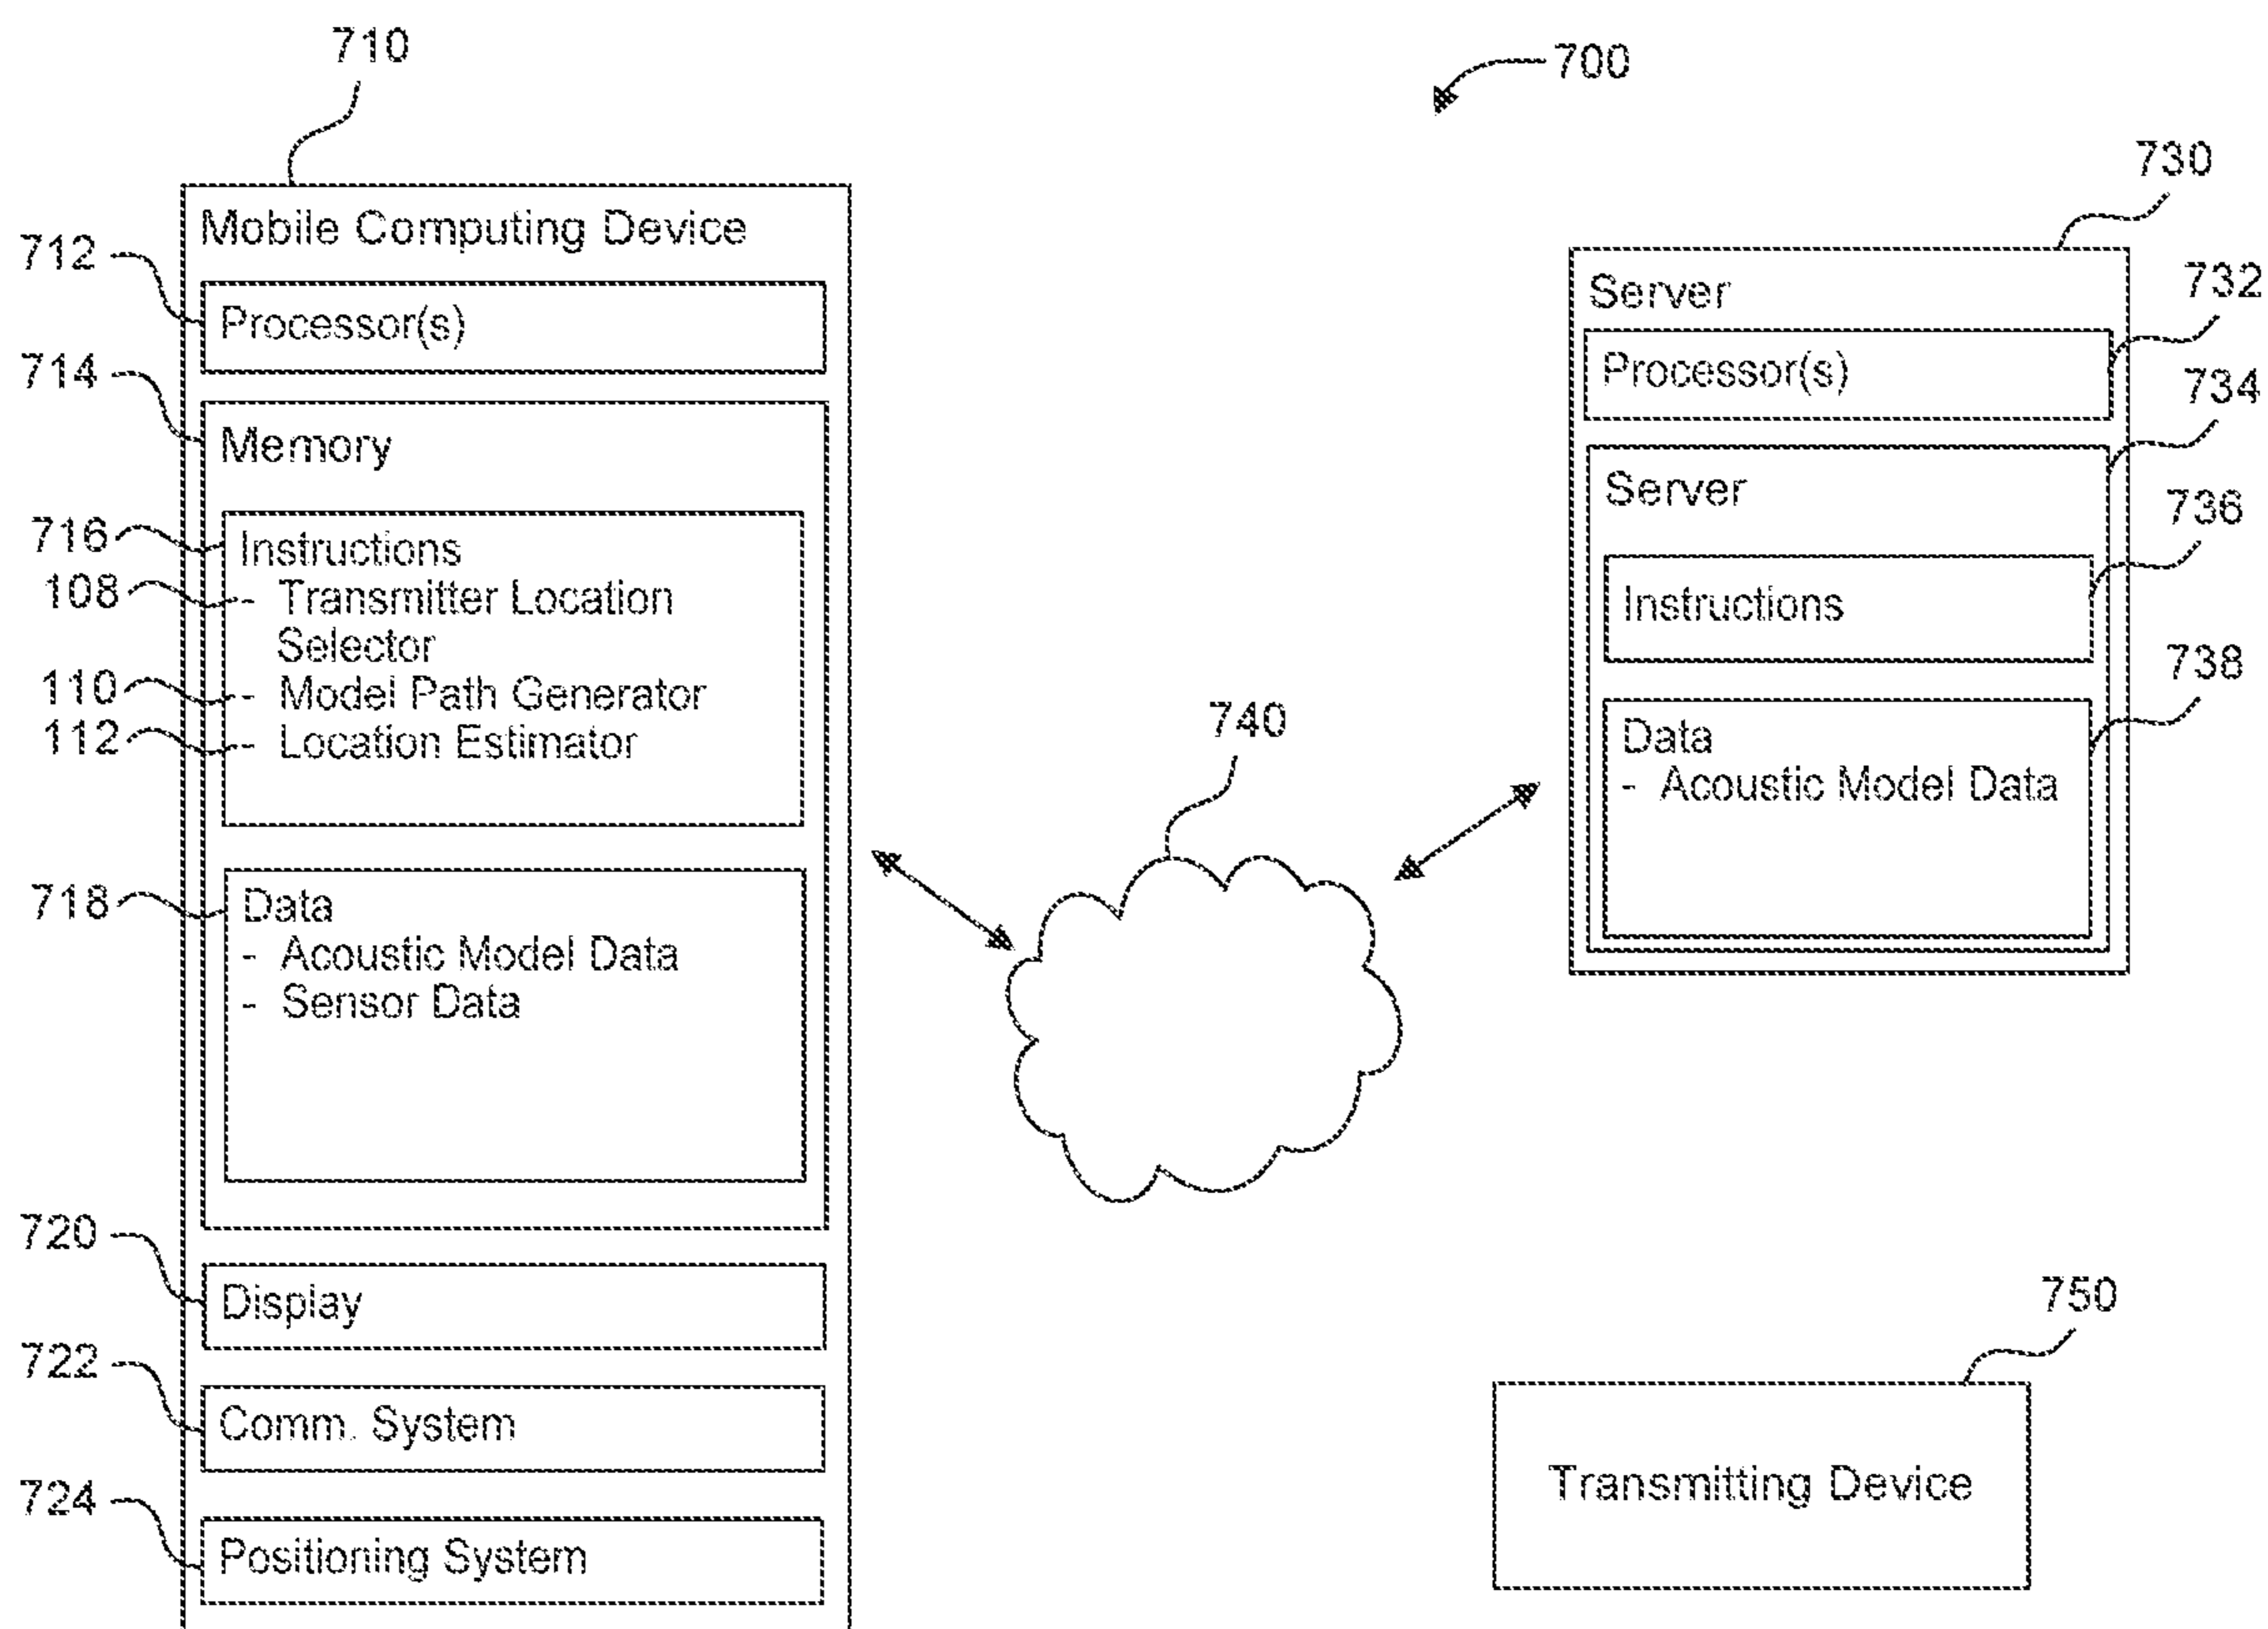 710
700
730
Mobile Computing Device
712
Processor(s)
714
Memory
716
Instructions
108
- Transmitter Location
Selector
110
- Model Path Generator
112
- Location Estimator
718
Data
- Acoustic Model Data
- Sensor Data
720
Display
722
Comm. System
724
Positioning System
740
Server
732
Processor(s)
734
Server
736
Instructions
738
Data
- Acoustic Model Data
750
Transmitting Device